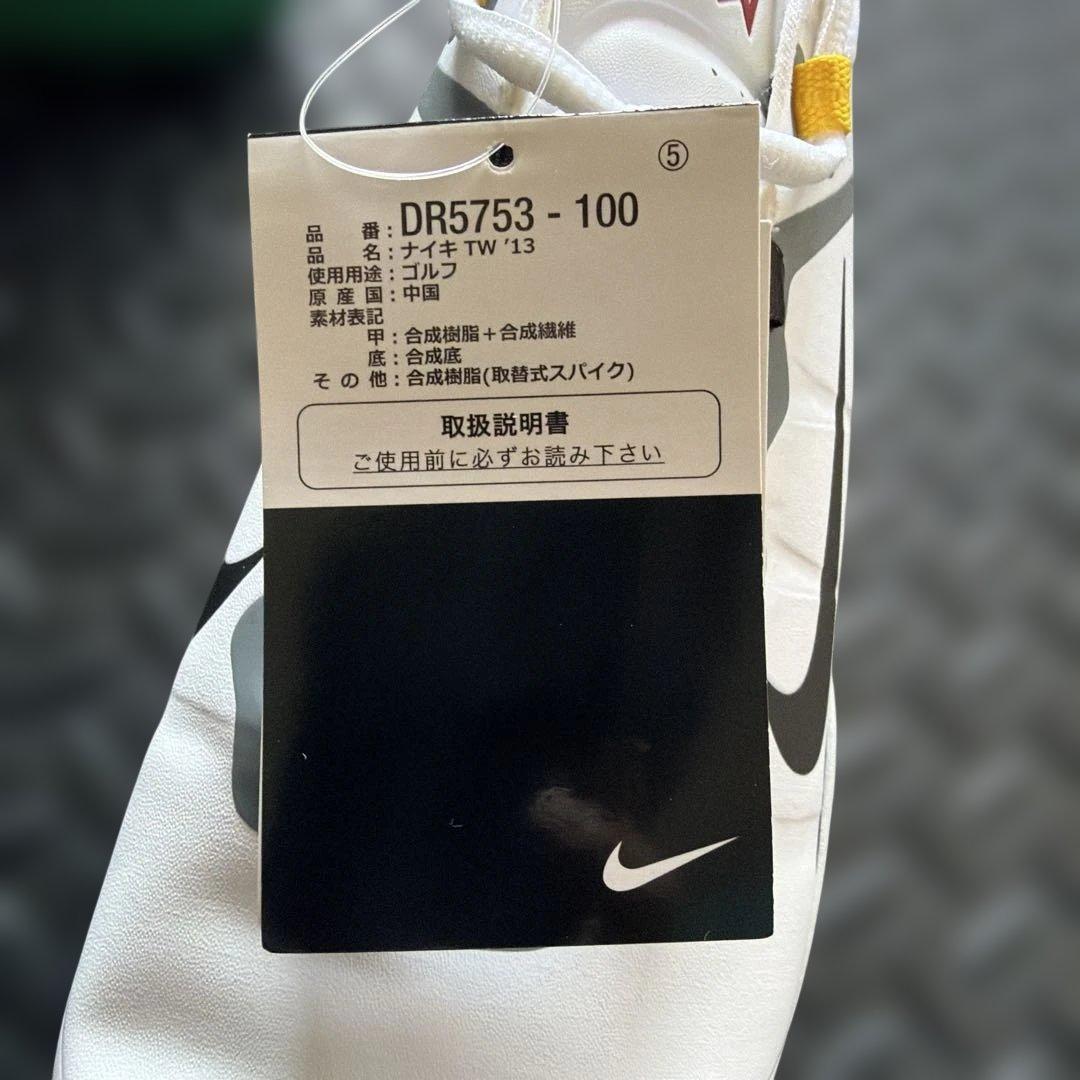 ⑤
品番：DR5753 - 100
品名：ナイキ TW ’13
使用用途：ゴルフ
原産国：中国
素材表記
甲：合成樹脂＋合成繊維
底：合成底
その他：合成樹脂(取替式スパイク)
取扱説明書
ご使用前に必ずお読み下さい